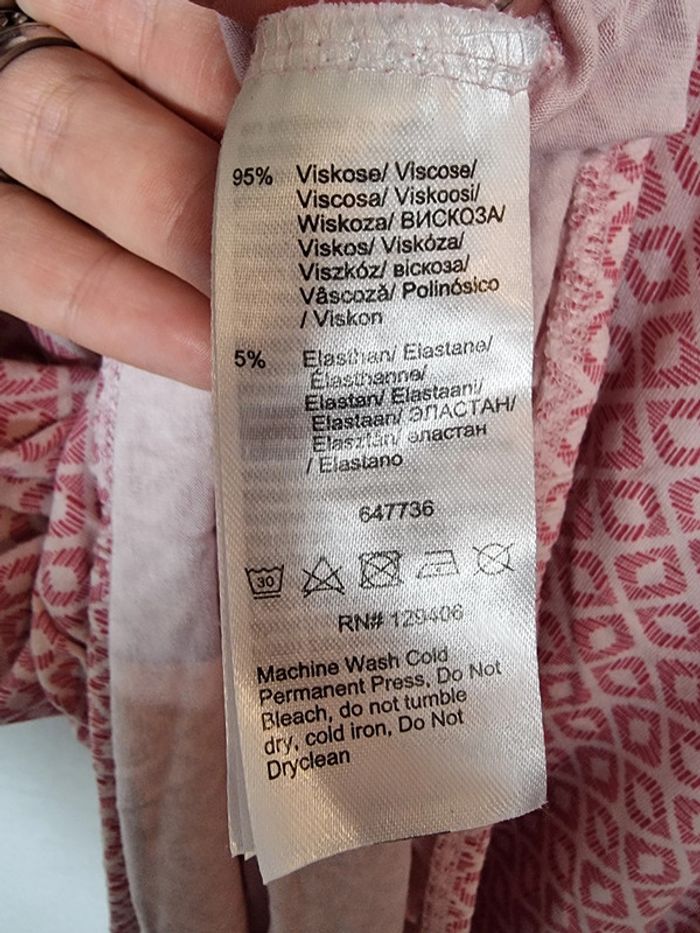 95% Viskose/ Viscose/
Viscosa/ Viskoosi/
Wiskoza/ ВИСКОЗА/
Viskos/ Viskóza/
Viszkóz/ віскоза/
Vâscoză/ Polinósico
/ Viskon
5% Elasthan/ Elastane/
Élasthanne/
Elastan/ Elastaani/
Elastaan/ ЭЛАСТАН/
Elasztán/ еластан
/ Elastano
647736
30
RN# 129406
Machine Wash Cold
Permanent Press, Do Not
Bleach, do not tumble
dry, cold iron, Do Not
Dryclean